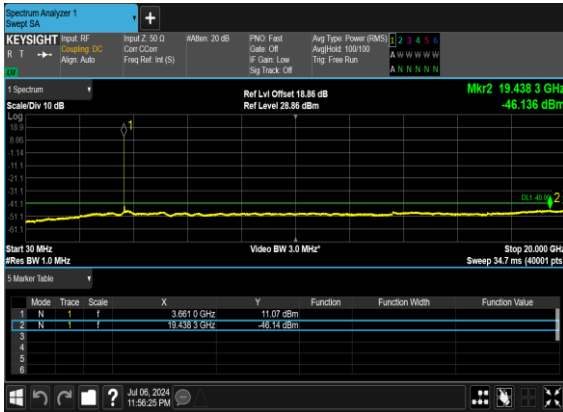 Spectrum Analyzer 1
Swept SA
+
KEYSIGHT
R T
Input: RF
Coupling: DC
Align: Auto
Input Z: 50 Ω
Corr CCorr
Freq Ref: Int (S)
#Atten: 20 dB
PNO: Fast
Gate: Off
IF Gain: Low
Sig Track: Off
Avg Type: Power (RMS)
Avg|Hold: 100/100
Trig: Free Run
1 2 3 4 5 6
A W W W W W
A N N N N N
1 Spectrum
Scale/Div 10 dB
Ref Lvl Offset 18.86 dB
Ref Level 28.86 dBm
Mkr2 19.438 3 GHz
-46.136 dBm
Log
18.9
8.86
-1.14
-11.1
-21.1
-31.1
-41.1
-51.1
-61.1
1
2
Start 30 MHz
#Res BW 1.0 MHz
Video BW 3.0 MHz*
Stop 20.000 GHz
Sweep 34.7 ms (40001 pts)
5 Marker Table
Mode Trace Scale X Y Function Function Width Function Value
1 N 1 f 3.661 0 GHz 11.07 dBm
2 N 1 f 19.438 3 GHz -46.14 dBm
3
4
5
6
?
Jul 06, 2024
11:56:25 PM